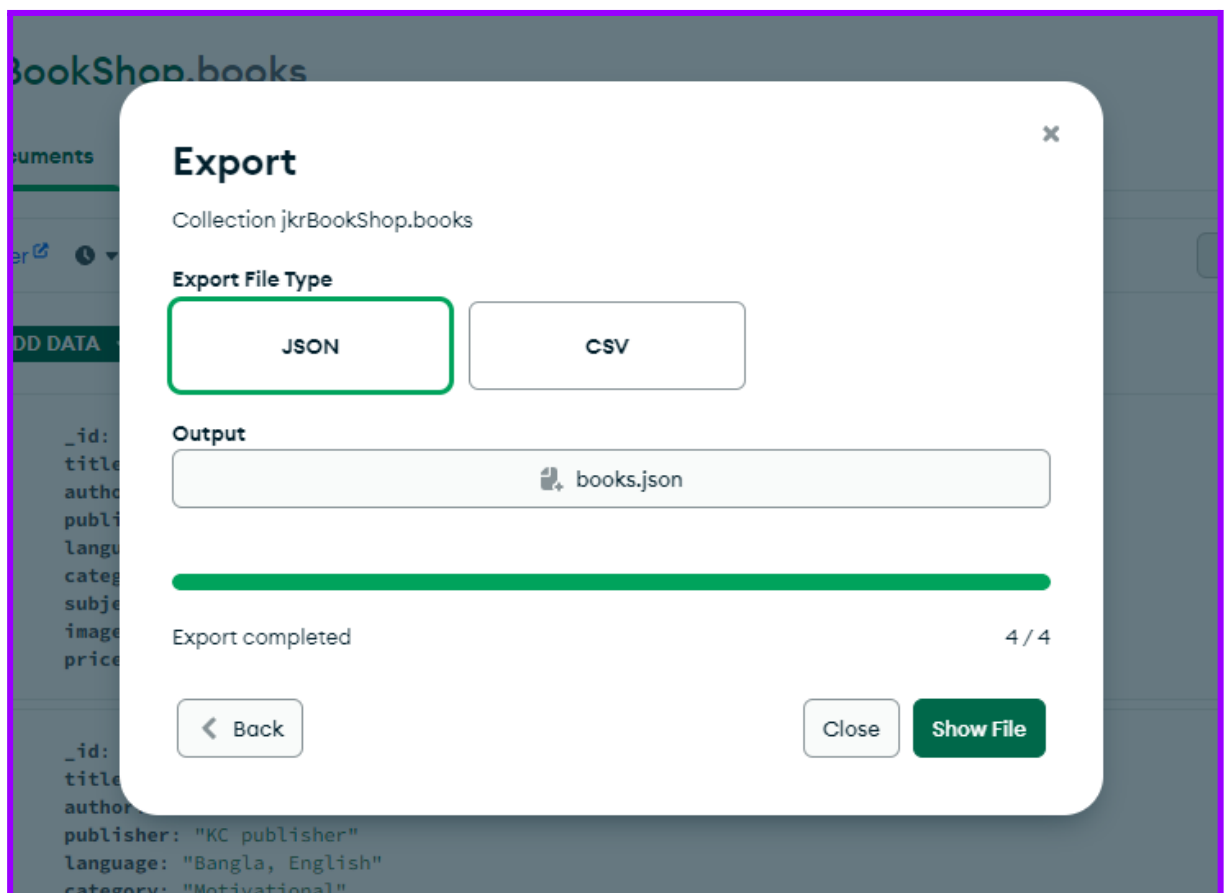 BookShop.books
cuments
Export
Collection jkrBookShop.books
er
Export File Type
JSON
CSV
DD DATA
Output
books.json
_id:
title
autho
publi
langu
categ
subje
image
price
Export completed
4 / 4
Back
Close
Show File
_id:
title
author:
publisher: "KC publisher"
language: "Bangla, English"
category: "Motivational"